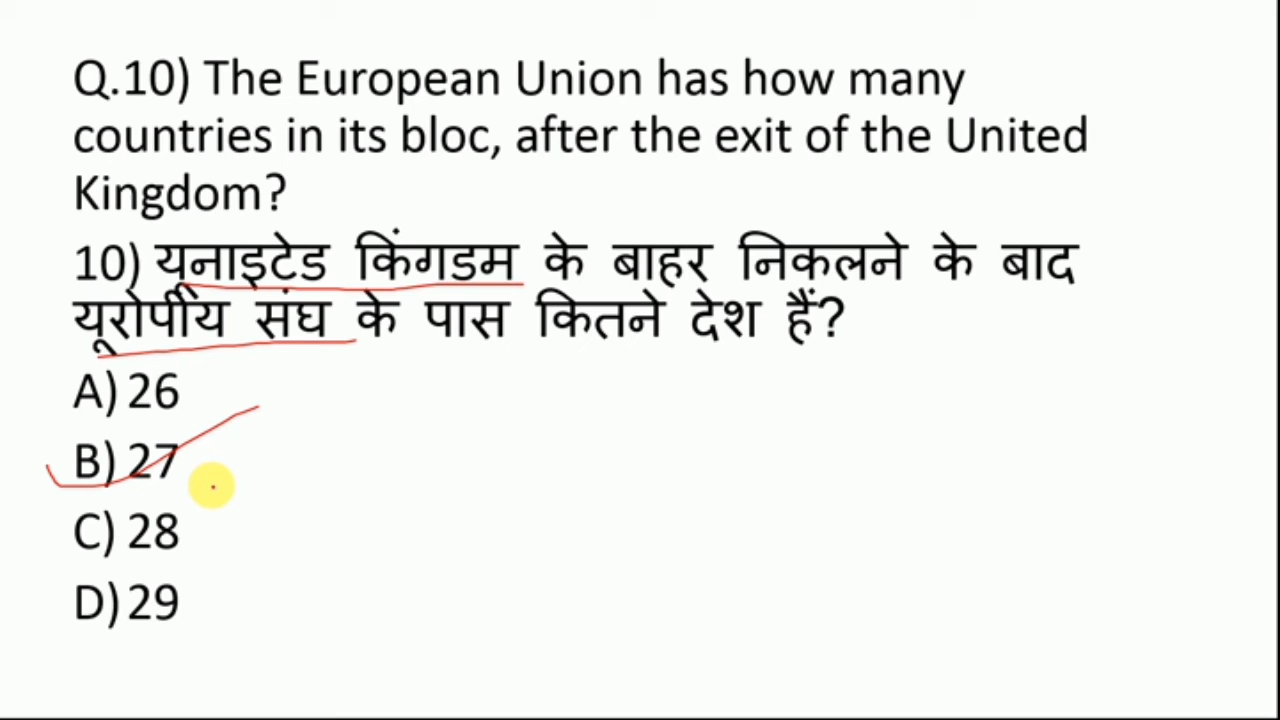 Q.10) The European Union has how many
countries in its bloc, after the exit of the United
Kingdom?
10) यूनाइटेड किंगडम के बाहर निकलने के बाद
यूरोपीय संघ के पास कितने देश हैं?
A) 26
B) 27
C) 28
D) 29